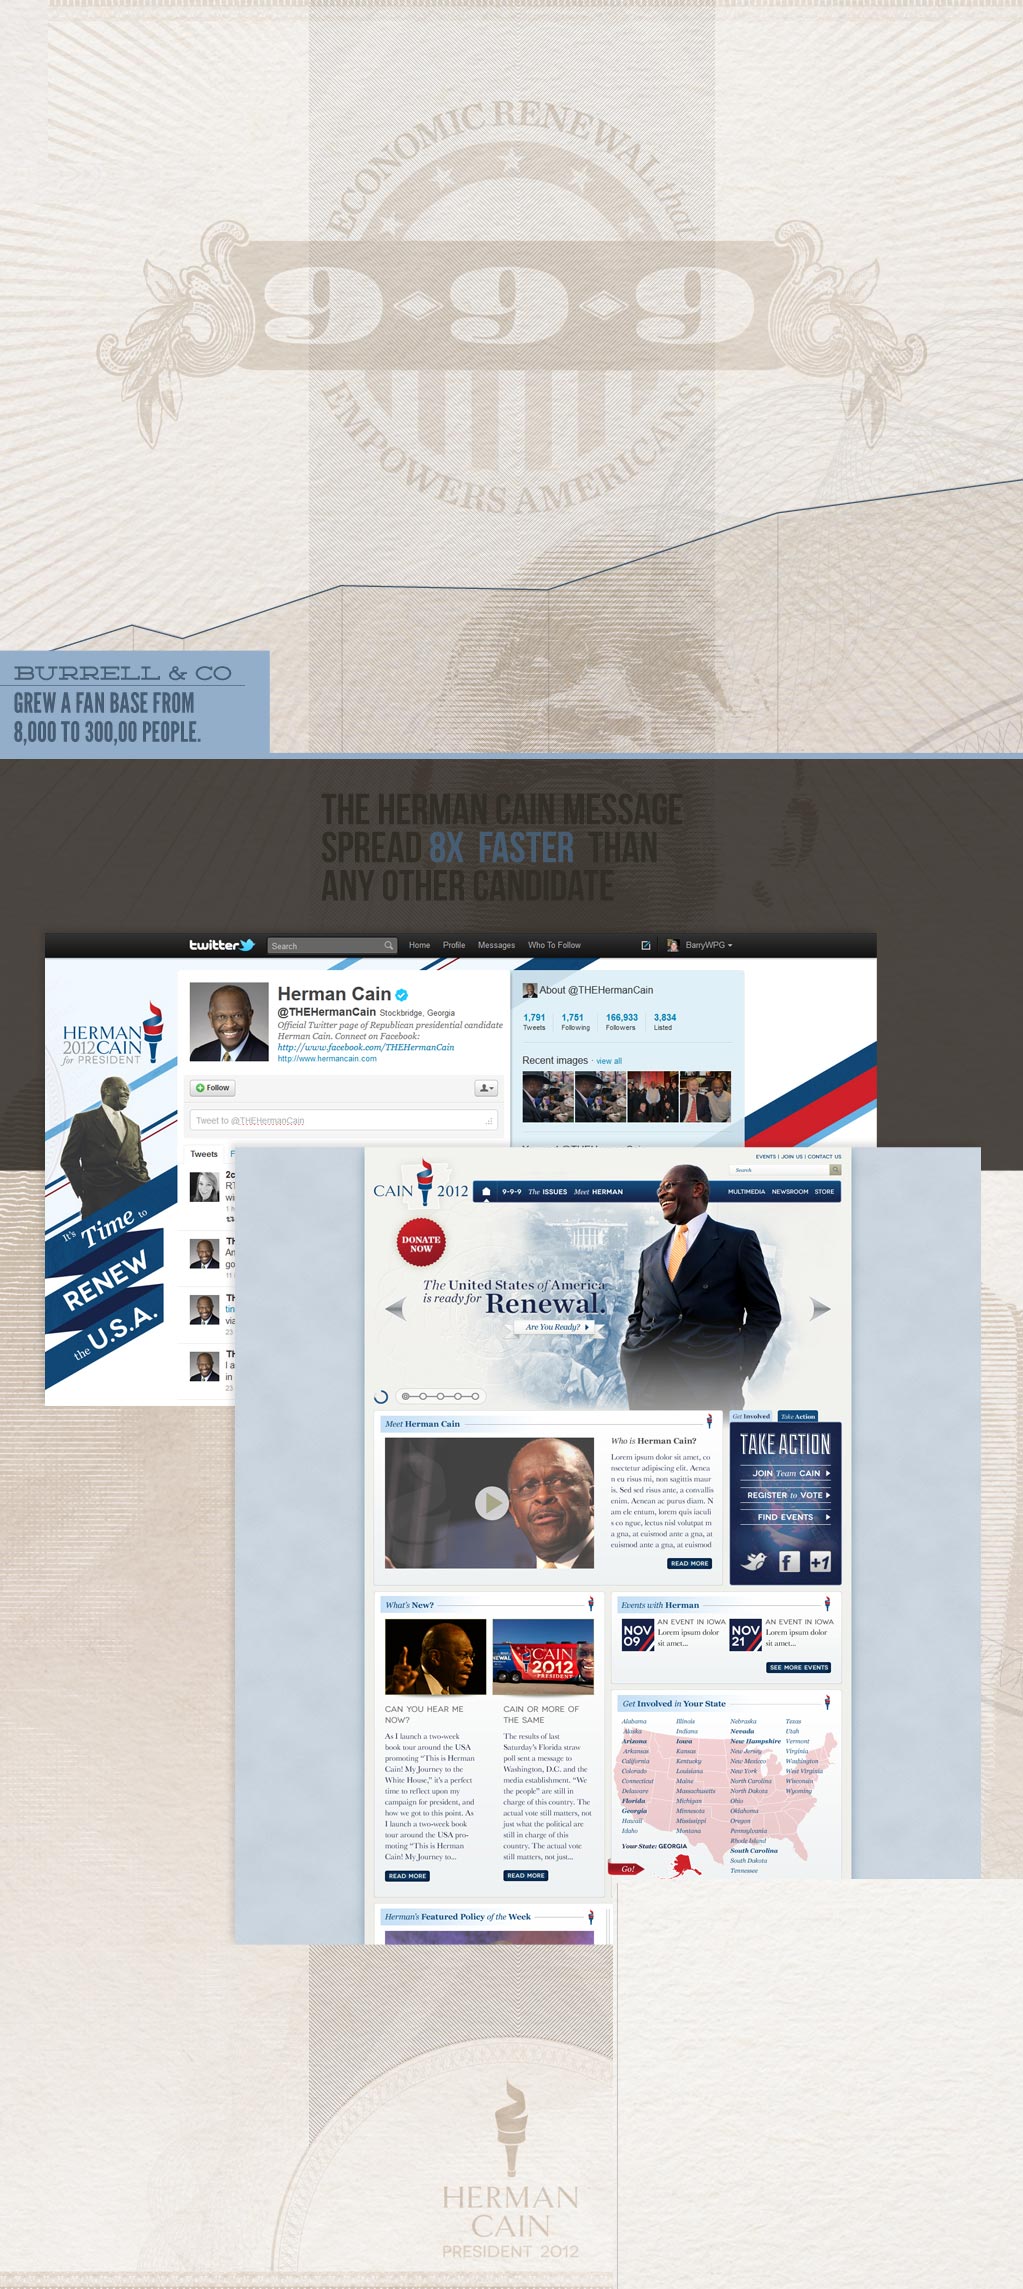 ECONOMIC RENEWAL that
9 9 9
EMPOWERS AMERICANS
BURRELL & CO
GREW A FAN BASE FROM
8,000 TO 300,00 PEOPLE.
THE HERMAN CAIN MESSAGE
SPREAD 8X FASTER THAN
ANY OTHER CANDIDATE
twitter Search Home Profile Messages Who To Follow BarryWPG
HERMAN
2012 CAIN
for PRESIDENT
It's Time to
RENEW
the U.S.A.
Herman Cain
@THEHermanCain Stockbridge, Georgia
Official Twitter page of Republican presidential candidate
Herman Cain. Connect on Facebook:
http://www.facebook.com/THEHermanCain
http://www.hermancain.com
Follow
Tweet to @THEHermanCain
Tweets
About @THEHermanCain
1,791 1,751 166,933 3,834
Tweets Following Followers Listed
Recent images · view all
EVENTS | JOIN US | CONTACT US
Search
CAIN 2012
9-9-9 The ISSUES Meet HERMAN MULTIMEDIA NEWSROOM STORE
DONATE
NOW
The United States of America
is ready for Renewal.
Are You Ready?
Meet Herman Cain
Who is Herman Cain?
Lorem ipsum dolor sit amet, co
nsectetur adipiscing elit. Aenea
n eu risus mi, non sagittis maur
is. Sed sed risus ante, a convallis
enim. Aenean ac purus diam. N
am ele entum, lorem quis iaculi
s co ngue, lectus nisl volutpat m
a gna, at euismod ante a gna, at
euismod ante a gna, at euismod
READ MORE
Get Involved Take Action
TAKE ACTION
JOIN Team CAIN
REGISTER to VOTE
FIND EVENTS
f +1
What's New?
CAIN
2012
PRESIDENT
CAN YOU HEAR ME
NOW?
As I launch a two-week
book tour around the USA
promoting "This is Herman
Cain! My Journey to the
White House," it's a perfect
time to reflect upon my
campaign for president, and
how we got to this point. As
I launch a two-week book
tour around the USA pro-
moting "This is Herman
Cain! My Journey to...
READ MORE
CAIN OR MORE OF
THE SAME
The results of last
Saturday's Florida straw
poll sent a message to
Washington, D.C. and the
media establishment. "We
the people" are still in
charge of this country. The
actual vote still matters, not
just what the political are
still in charge of this
country. The actual vote
still matters, not just...
READ MORE
Events with Herman
NOV
09
AN EVENT IN IOWA
Lorem ipsum dolor
sit amet...
NOV
21
AN EVENT IN IOWA
Lorem ipsum dolor
sit amet...
SEE MORE EVENTS
Get Involved in Your State
Alabama Illinois Nebraska Texas
Alaska Indiana Nevada Utah
Arizona Iowa New Hampshire Vermont
Arkansas Kansas New Jersey Virginia
California Kentucky New Mexico Washington
Colorado Louisiana New York West Virginia
Connecticut Maine North Carolina Wisconsin
Delaware Massachusetts North Dakota Wyoming
Florida Michigan Ohio
Georgia Minnesota Oklahoma
Hawaii Mississippi Oregon
Idaho Montana Pennsylvania
Rhode Island
Your State: GEORGIA
South Carolina
South Dakota
Go!
Tennessee
Herman's Featured Policy of the Week
HERMAN
CAIN
PRESIDENT 2012